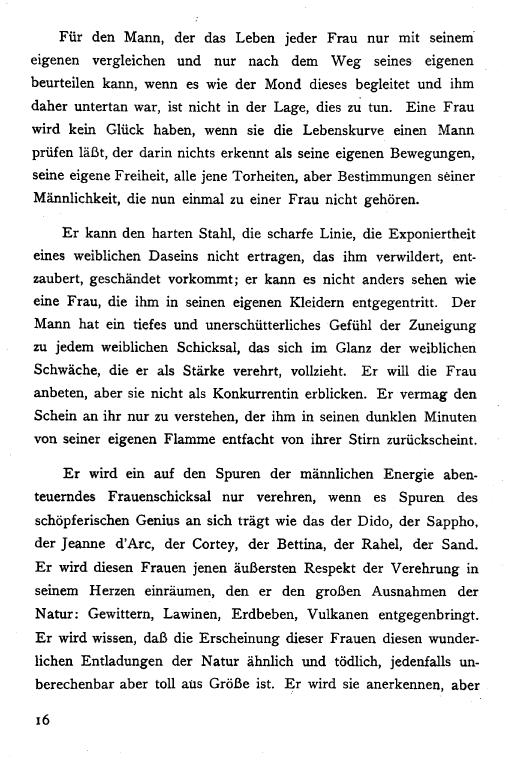 Für den Mann, der das Leben jeder Frau nur mit seinem
eigenen vergleichen und nur nach dem Weg seines eigenen
beurteilen kann, wenn es wie der Mond dieses begleitet und ihm
daher untertan war, ist nicht in der Lage, dies zu tun. Eine Frau
wird kein Glück haben, wenn sie die Lebenskurve einen Mann
prüfen läßt, der darin nichts erkennt als seine eigenen Bewegungen,
seine eigene Freiheit, alle jene Torheiten, aber Bestimmungen seiner
Männlichkeit, die nun einmal zu einer Frau nicht gehören.
Er kann den harten Stahl, die scharfe Linie, die Exponiertheit
eines weiblichen Daseins nicht ertragen, das ihm verwildert, ent-
zaubert, geschändet vorkommt; er kann es nicht anders sehen wie
eine Frau, die ihm in seinen eigenen Kleidern entgegentritt. Der
Mann hat ein tiefes und unerschütterliches Gefühl der Zuneigung
zu jedem weiblichen Schicksal, das sich im Glanz der weiblichen
Schwäche, die er als Stärke verehrt, vollzieht. Er will die Frau
anbeten, aber sie nicht als Konkurrentin erblicken. Er vermag den
Schein an ihr nur zu verstehen, der ihm in seinen dunklen Minuten
von seiner eigenen Flamme entfacht von ihrer Stirn zurückscheint.
Er wird ein auf den Spuren der männlichen Energie aben-
teuerndes Frauenschicksal nur verehren, wenn es Spuren des
schöpferischen Genius an sich trägt wie das der Dido, der Sappho,
der Jeanne d'Arc, der Cortey, der Bettina, der Rahel, der Sand.
Er wird diesen Frauen jenen äußersten Respekt der Verehrung in
seinem Herzen einräumen, den er den großen Ausnahmen der
Natur: Gewittern, Lawinen, Erdbeben, Vulkanen entgegenbringt.
Er wird wissen, daß die Erscheinung dieser Frauen diesen wunder-
lichen Entladungen der Natur ähnlich und tödlich, jedenfalls un-
berechenbar aber toll aus Größe ist. Er wird sie anerkennen, aber
16